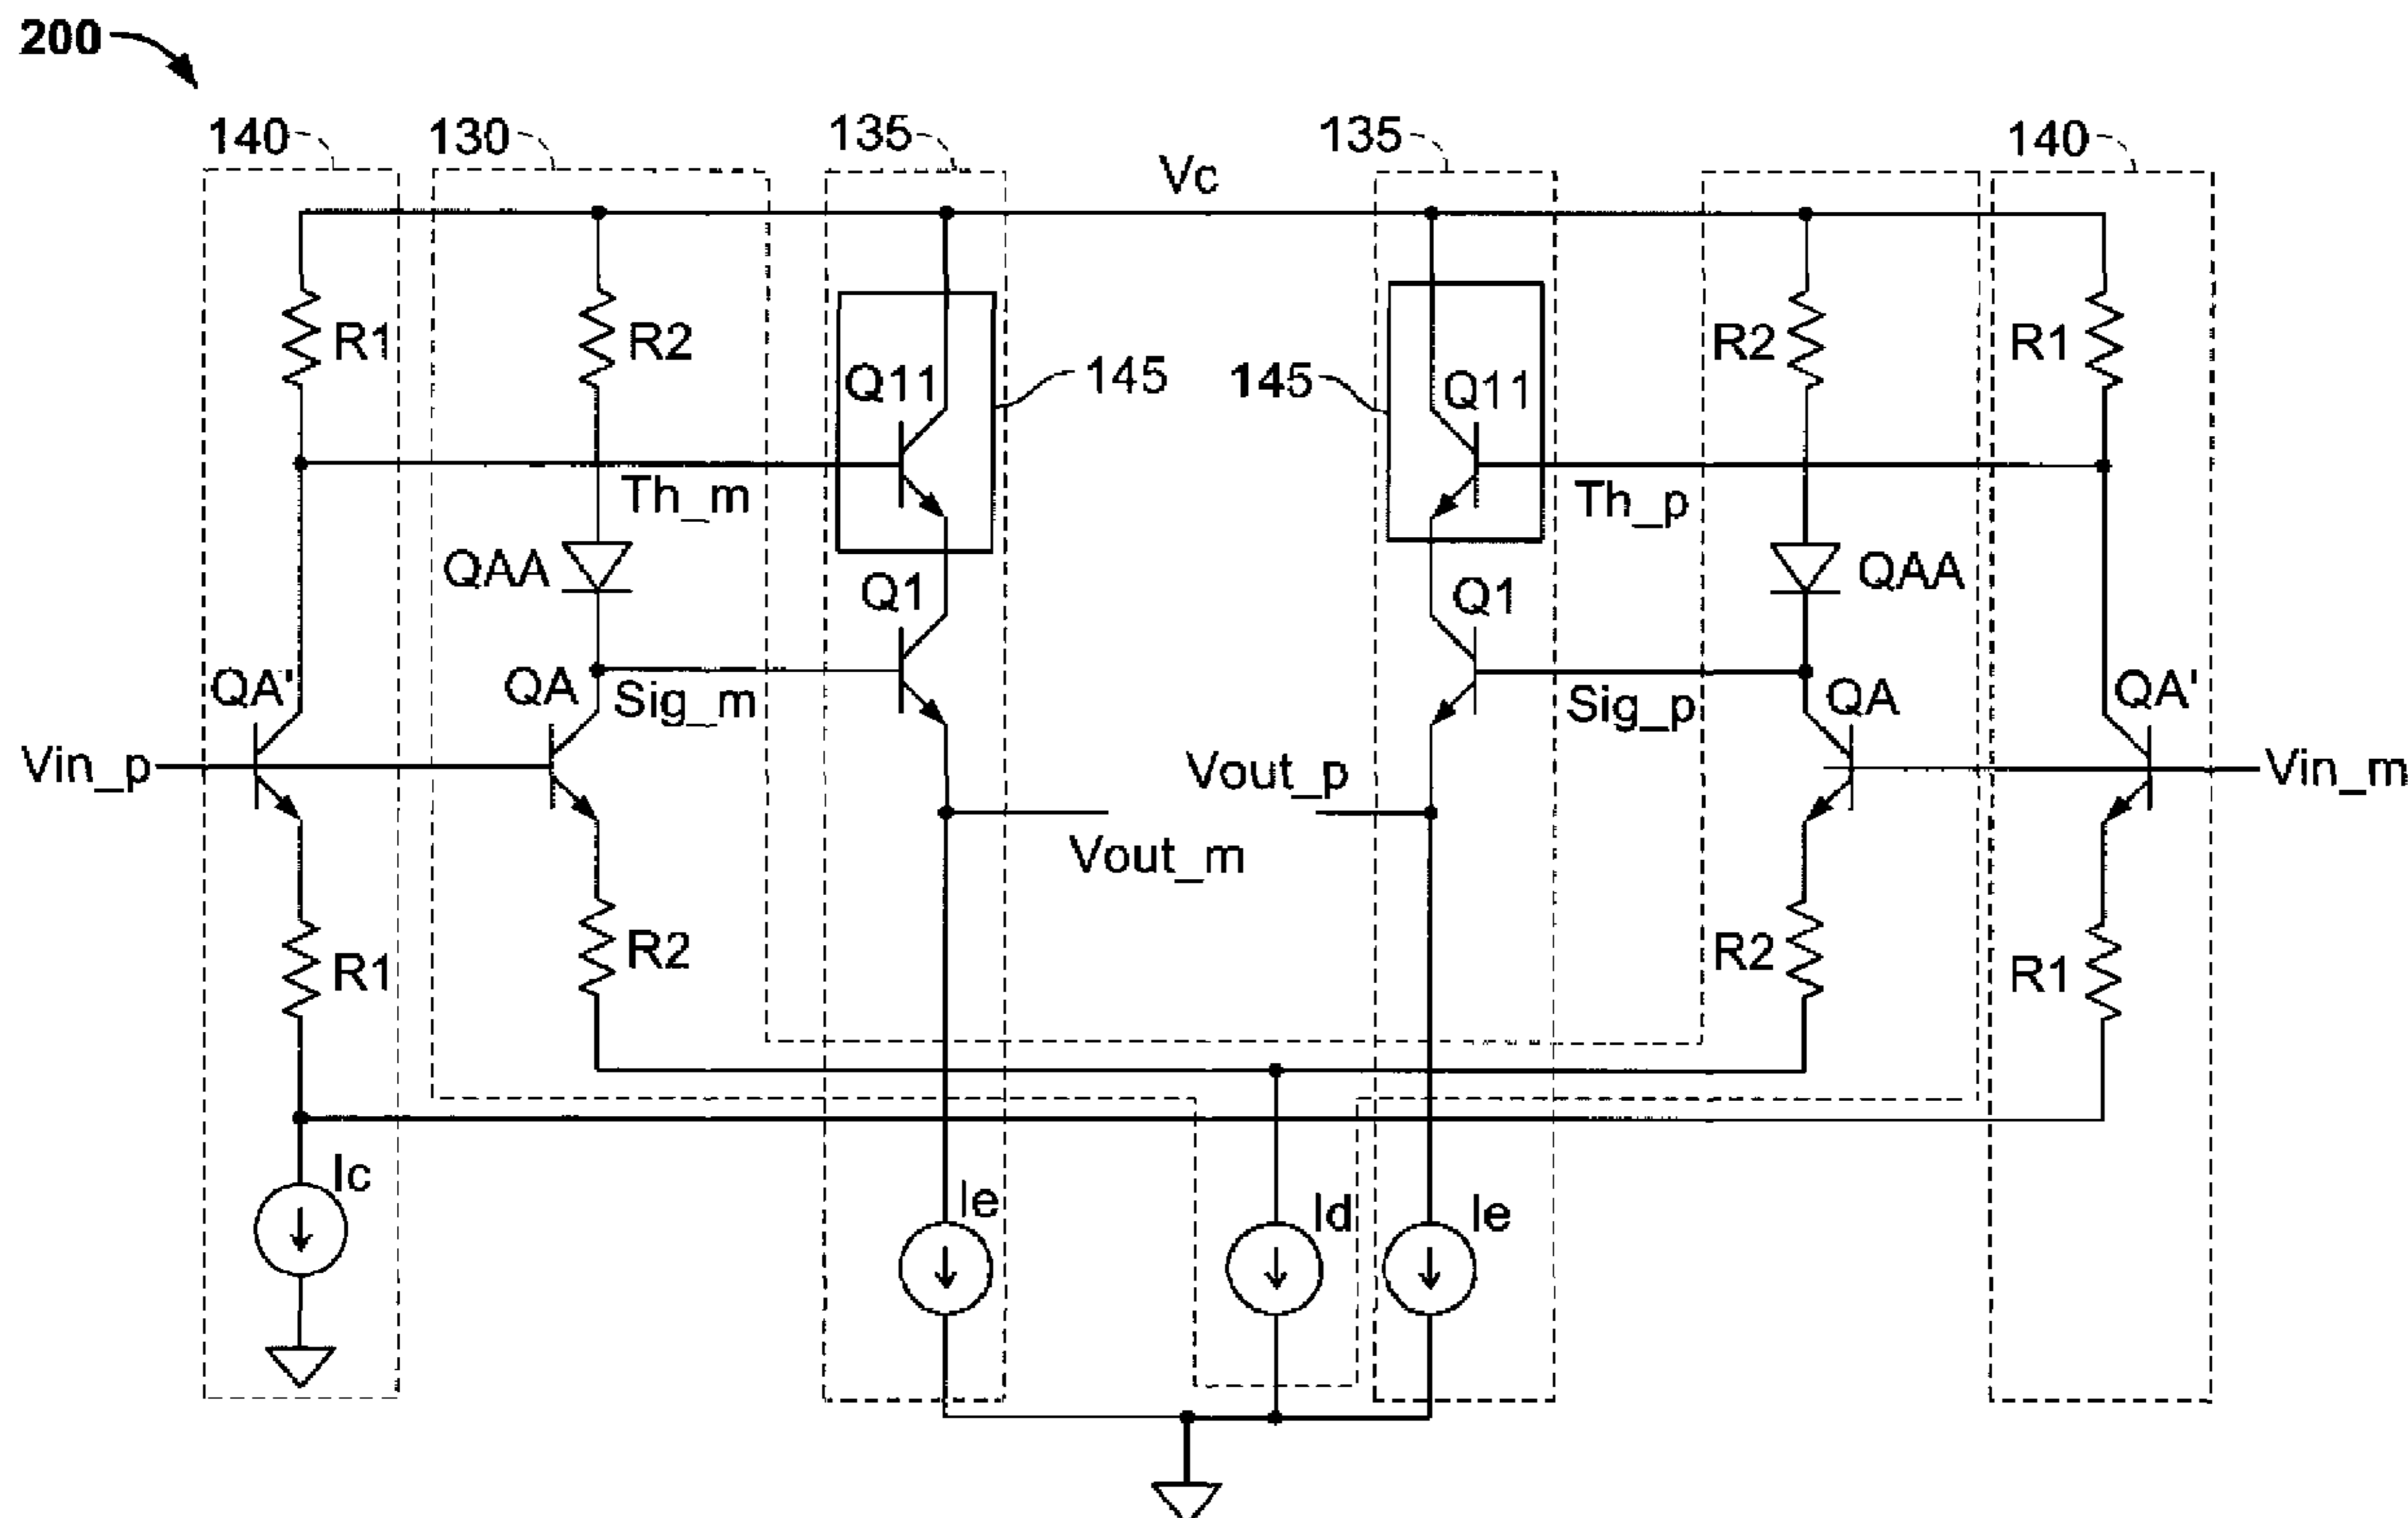 200
140 130 135 135 140
Vc
R1 R2 Q11 145 145 Q11 R2 R1
Th_m Th_p
QAA Q1 Q1 QAA
QA' QA Sig_m Sig_p QA QA'
Vin_p Vout_p Vin_m
Vout_m
R1 R2 R2 R1
Ic Ie Id Ie